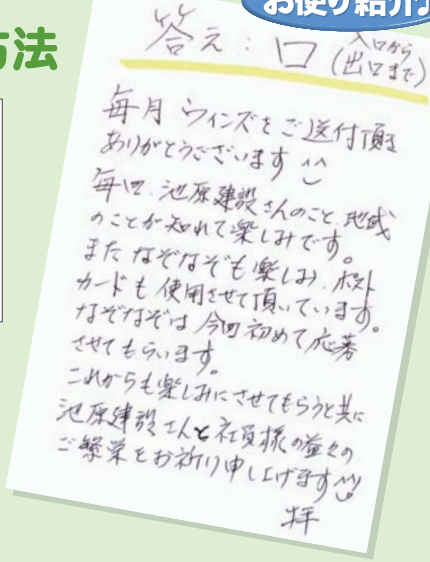 お便り紹介
方法
答え：口（入口から
出口まで）
毎月 ウィンズをご送付頂き
ありがとうございます^^
毎回、池原建設さんのこと、地域
のことが知れて楽しみです。
また なぞなぞも楽しみ、ポスト
カードも使用させて頂いています。
なぞなぞは 今回初めて応募
させてもらいます。
これからも楽しみにさせてもらうと共に
池原建設さんと社員様の益々の
ご繁栄をお祈り申し上げます^^
拝